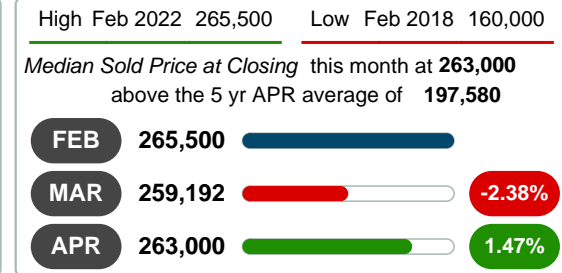 High Feb 2022 265,500 Low Feb 2018 160,000
Median Sold Price at Closing this month at 263,000
above the 5 yr APR average of 197,580
FEB 265,500
MAR 259,192 -2.38%
APR 263,000 1.47%